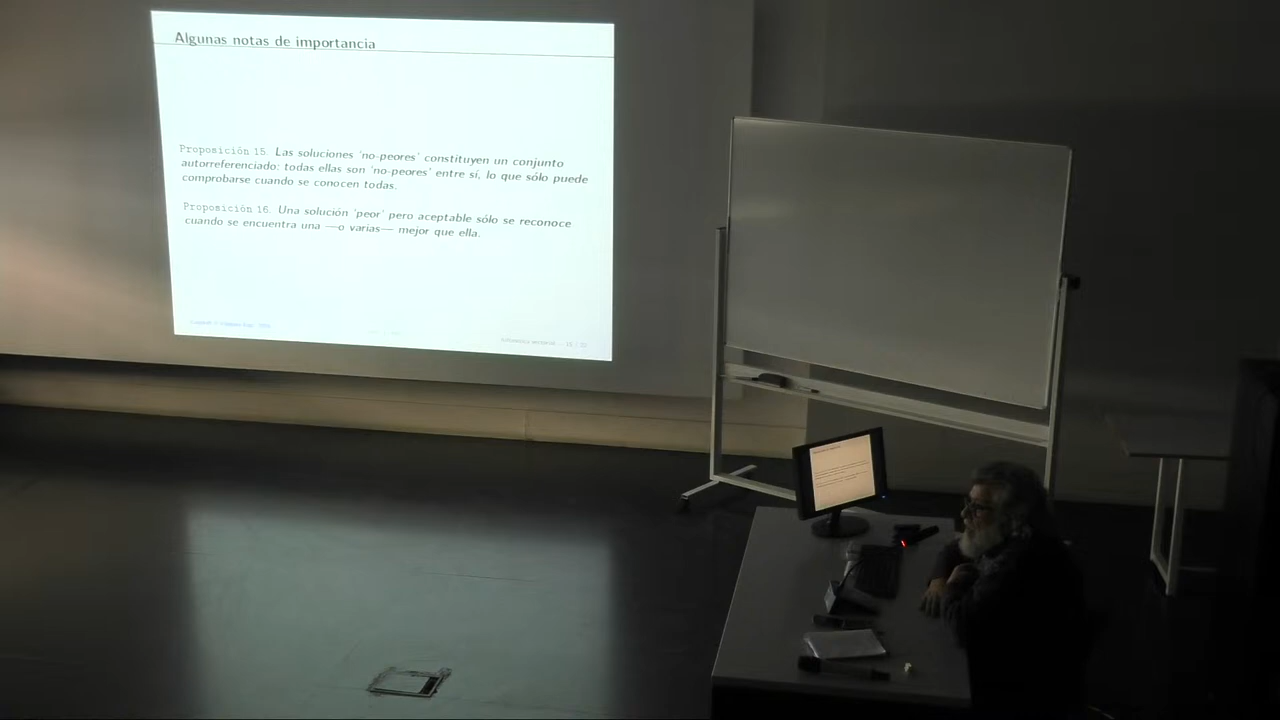 Algunas notas de importancia
Proposición 15. Las soluciones ‘no-peores’ constituyen un conjunto
autorreferenciado: todas ellas son ‘no-peores’ entre sí, lo que sólo puede
comprobarse cuando se conocen todas.
Proposición 16. Una solución ‘peor’ pero aceptable sólo se reconoce
cuando se encuentra una —o varias— mejor que ella.